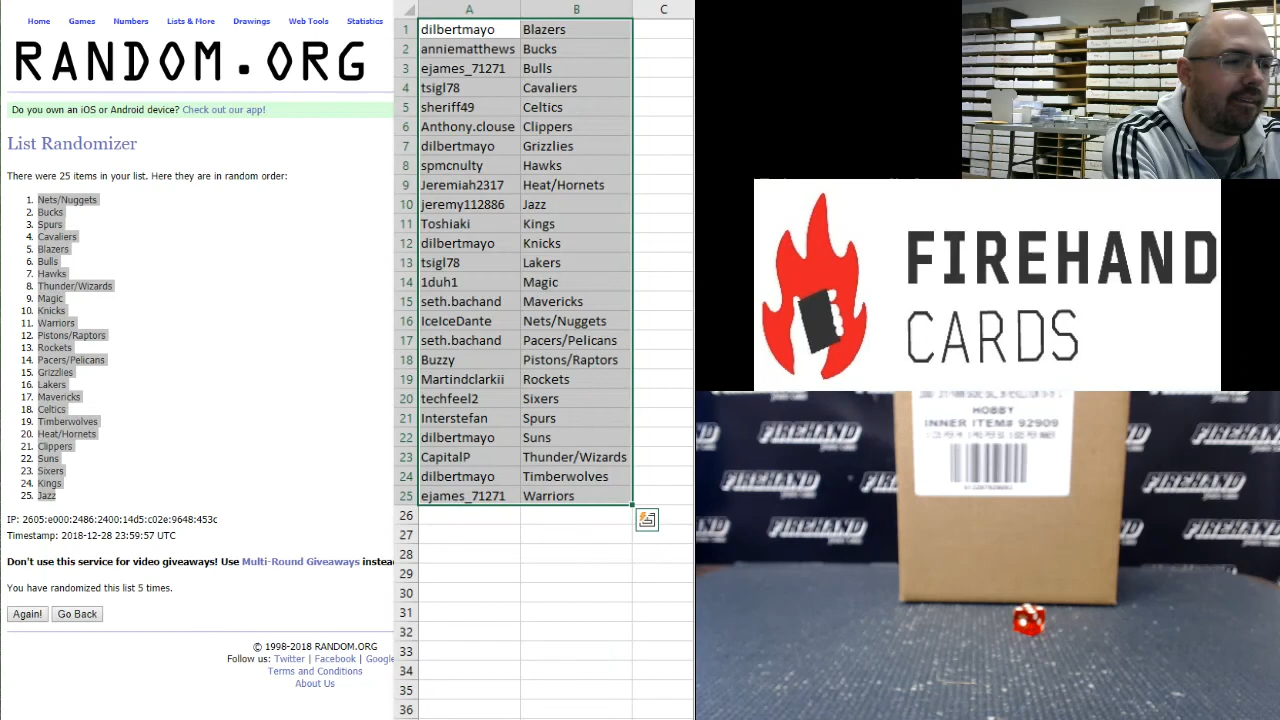 Home Games Numbers Lists & More Drawings Web Tools Statistics
RANDOM.ORG
Do you own an iOS or Android device? Check out our app!
List Randomizer
There were 25 items in your list. Here they are in random order:
1. Nets/Nuggets
2. Bucks
3. Spurs
4. Cavaliers
5. Blazers
6. Bulls
7. Hawks
8. Thunder/Wizards
9. Magic
10. Knicks
11. Warriors
12. Pistons/Raptors
13. Rockets
14. Pacers/Pelicans
15. Grizzlies
16. Lakers
17. Mavericks
18. Celtics
19. Timberwolves
20. Heat/Hornets
21. Clippers
22. Suns
23. Sixers
24. Kings
25. Jazz
IP: 2605:e000:2486:2400:14d5:c02e:9648:453c
Timestamp: 2018-12-28 23:59:57 UTC
Don't use this service for video giveaways! Use Multi-Round Giveaways instea
You have randomized this list 5 times.
Again! Go Back
© 1998-2018 RANDOM.ORG
Follow us: Twitter | Facebook | Google
Terms and Conditions
About Us
A B C
1 dilbertmayo Blazers
2 anniematthews Bucks
3 ejames_71271 Bulls
4 tsigl78 Cavaliers
5 sheriff49 Celtics
6 Anthony.clouse Clippers
7 dilbertmayo Grizzlies
8 spmcnulty Hawks
9 Jeremiah2317 Heat/Hornets
10 jeremy112886 Jazz
11 Toshiaki Kings
12 dilbertmayo Knicks
13 tsigl78 Lakers
14 1duh1 Magic
15 seth.bachand Mavericks
16 IceIceDante Nets/Nuggets
17 seth.bachand Pacers/Pelicans
18 Buzzy Pistons/Raptors
19 Martindclarkii Rockets
20 techfeel2 Sixers
21 Interstefan Spurs
22 dilbertmayo Suns
23 CapitalP Thunder/Wizards
24 dilbertmayo Timberwolves
25 ejames_71271 Warriors
26
27
28
29
30
31
32
33
34
35
36
FIREHAND
CARDS
HOBBY
INNER ITEM# 92909
FIREHAND
FIREHAND
FIREHAND